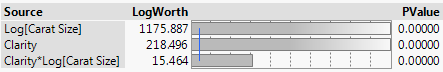 Source LogWorth PValue
Log[Carat Size] 1175.887 0.00000
Clarity 218.496 0.00000
Clarity*Log[Carat Size] 15.464 0.00000